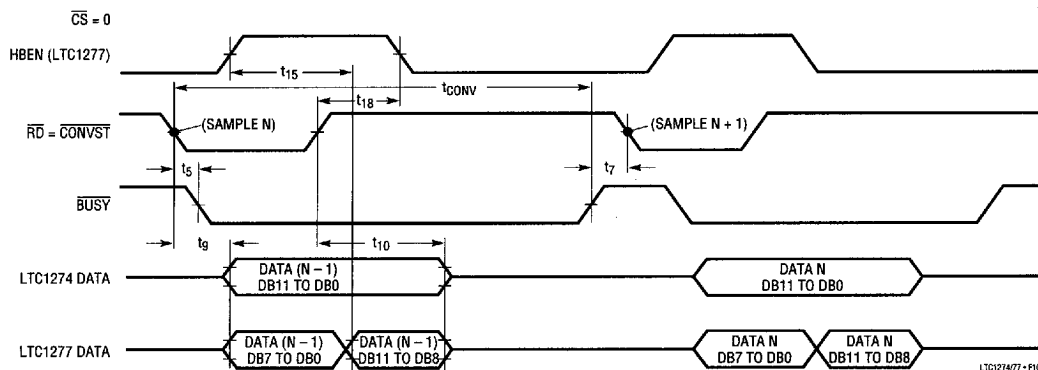 CS = 0
HBEN (LTC1277)
t15
tCONV
t18
RD = CONVST
(SAMPLE N)
(SAMPLE N + 1)
t5
t7
BUSY
t9
t10
LTC1274 DATA
DATA (N – 1)
DB11 TO DB0
DATA N
DB11 TO DB0
LTC1277 DATA
DATA (N – 1)
DB7 TO DB0
DATA (N – 1)
DB11 TO DB8
DATA N
DB7 TO DB0
DATA N
DB11 TO DB8